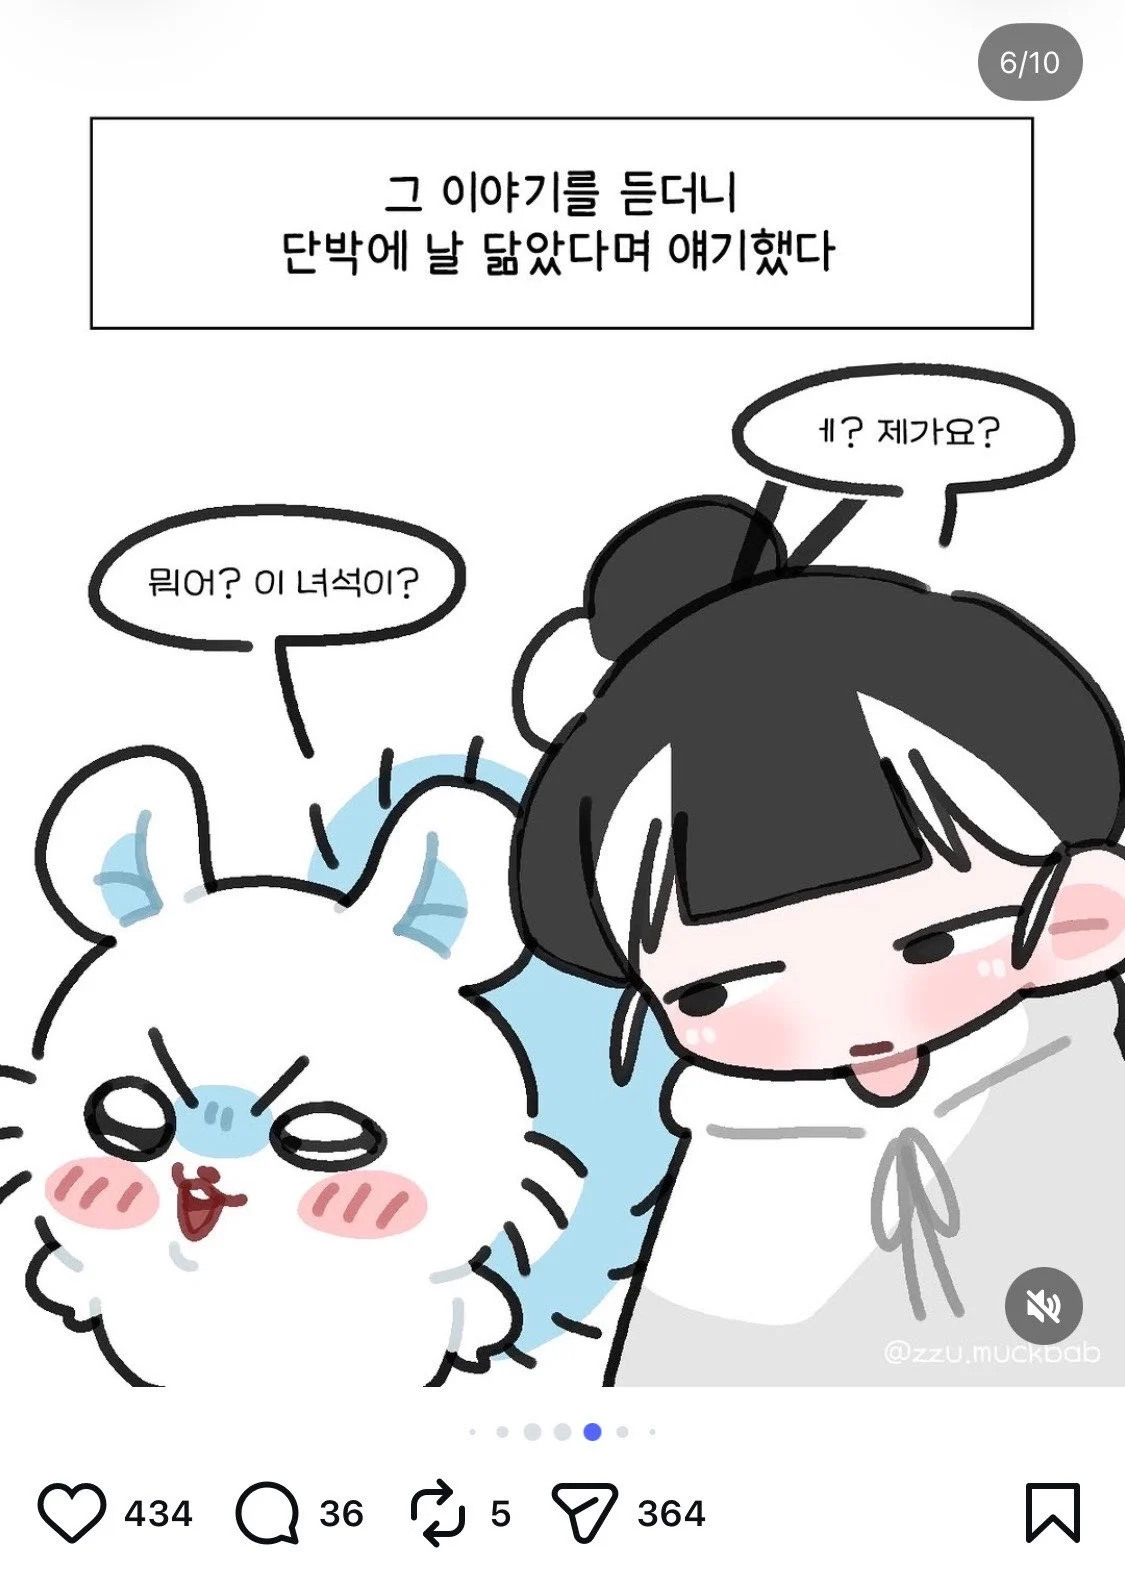 6/10
그 이야기를 듣더니
단박에 날 닮았다며 얘기했다
ㅔ? 제가요?
뭐어? 이 녀석이?
@zzu.muckbab
434 36 5 364